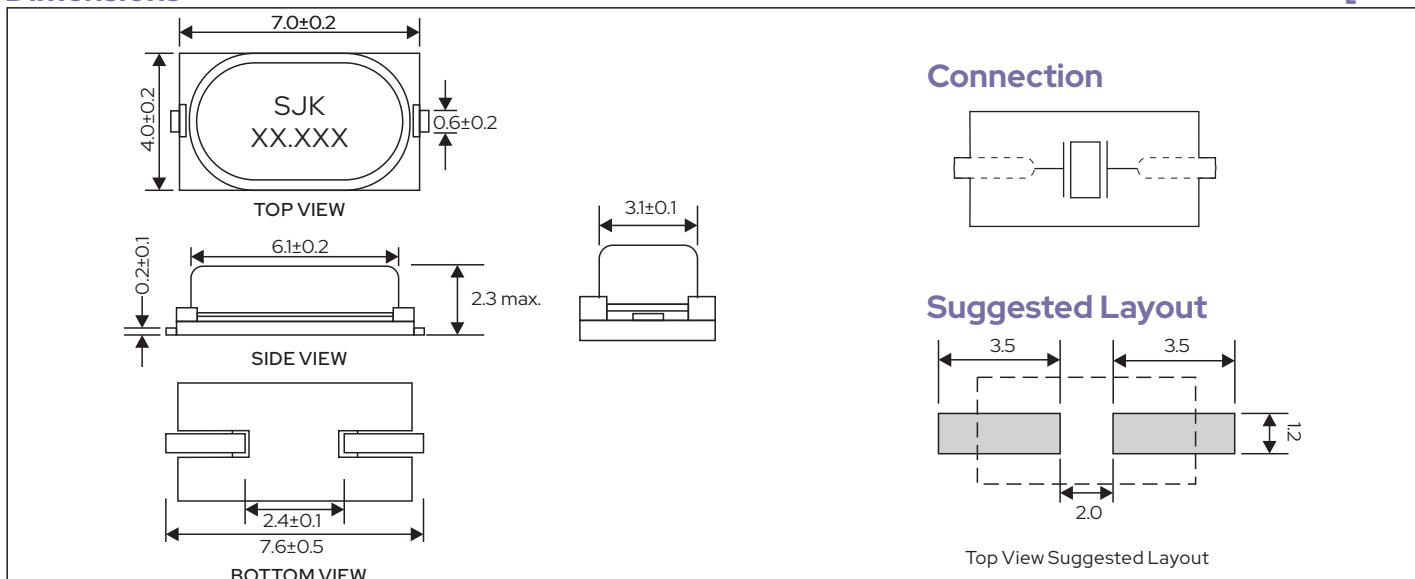 Dimensions
7.0±0.2
4.0±0.2
SJK
XX.XXX
0.6±0.2
TOP VIEW
3.1±0.1
6.1±0.2
0.2±0.1
2.3 max.
SIDE VIEW
2.4±0.1
7.6±0.5
BOTTOM VIEW
Connection
Suggested Layout
3.5
3.5
1.2
2.0
Top View Suggested Layout